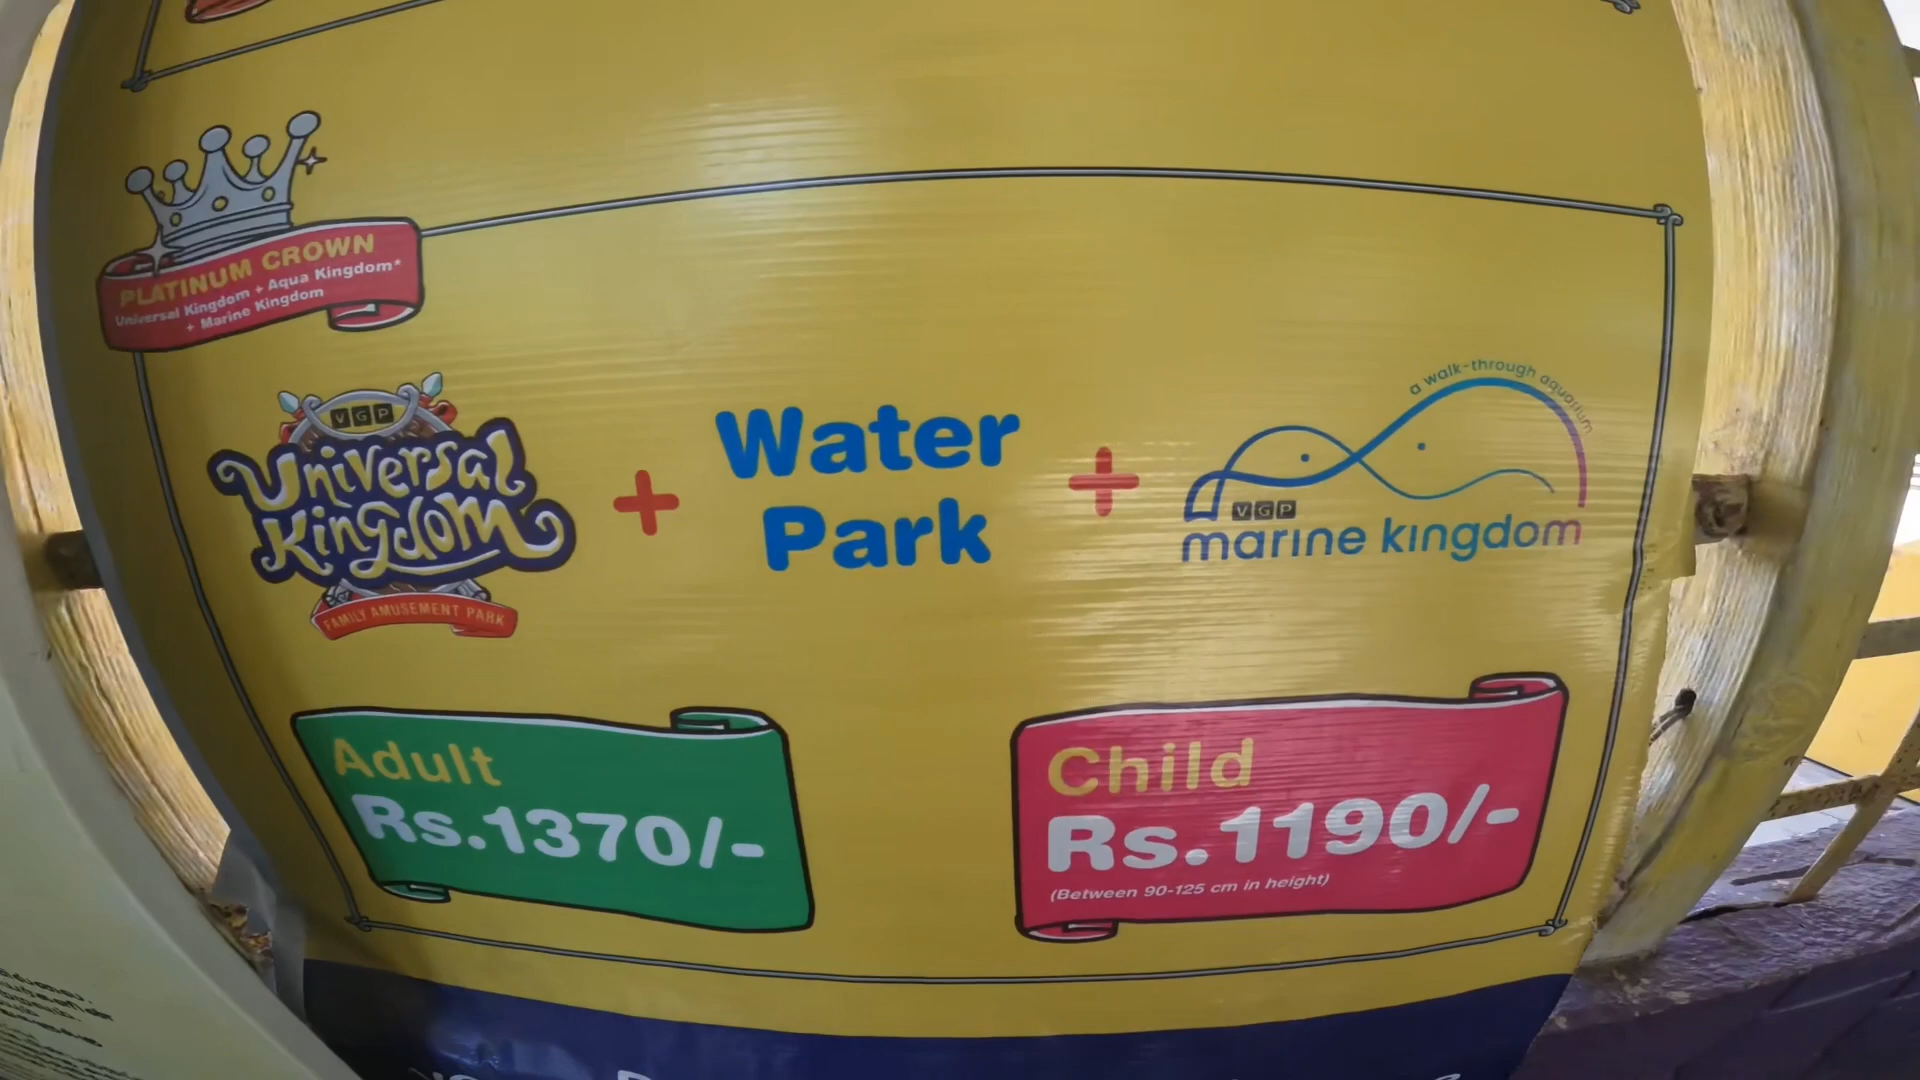 PLATINUM CROWN
Universal Kingdom + Aqua Kingdom*
+ Marine Kingdom
VGP
Universal
Kingdom
FAMILY AMUSEMENT PARK
+
Water
Park
+
a walk-through aquarium
VGP
marine kingdom
Adult
Rs.1370/-
Child
Rs.1190/-
(Between 90-125 cm in height)